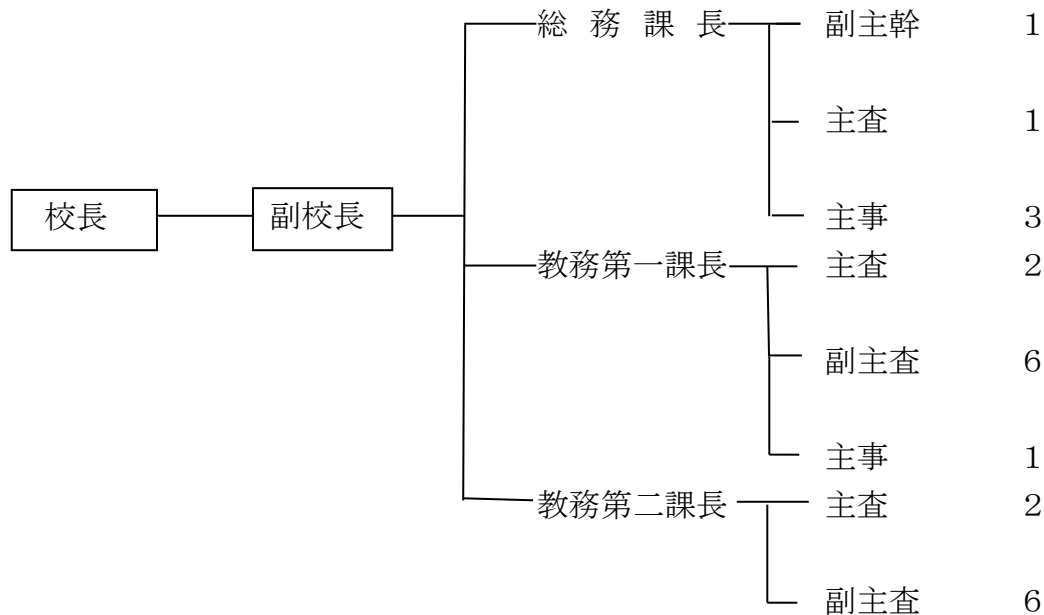 総務課長 副主幹 1
主査 1
校長 副校長 主事 3
教務第一課長 主査 2
副主査 6
主事 1
教務第二課長 主査 2
副主査 6